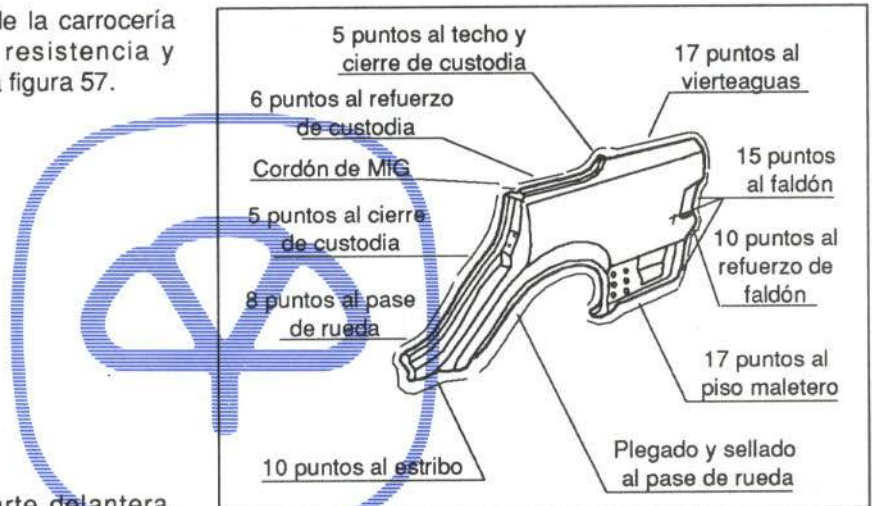 de la carrocería
resistencia y
figura 57.
5 puntos al techo y
cierre de custodia
17 puntos al
vierteaguas
6 puntos al refuerzo
de custodia
Cordón de MIG
15 puntos
al faldón
5 puntos al cierre
de custodia
10 puntos al
refuerzo de
faldón
8 puntos al pase
de rueda
17 puntos al
piso maletero
10 puntos al estribo
Plegado y sellado
al pase de rueda
delantera